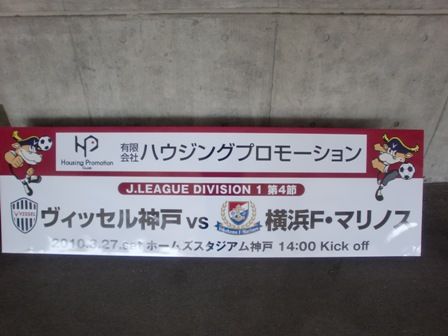 HP
Housing Promotion
有限会社ハウジングプロモーション
J.LEAGUE DIVISION 1 第4節
VISSEL
ヴィッセル神戸 VS 横浜F・マリノス
2010.3.27.sat ホームズスタジアム神戸 14:00 Kick off